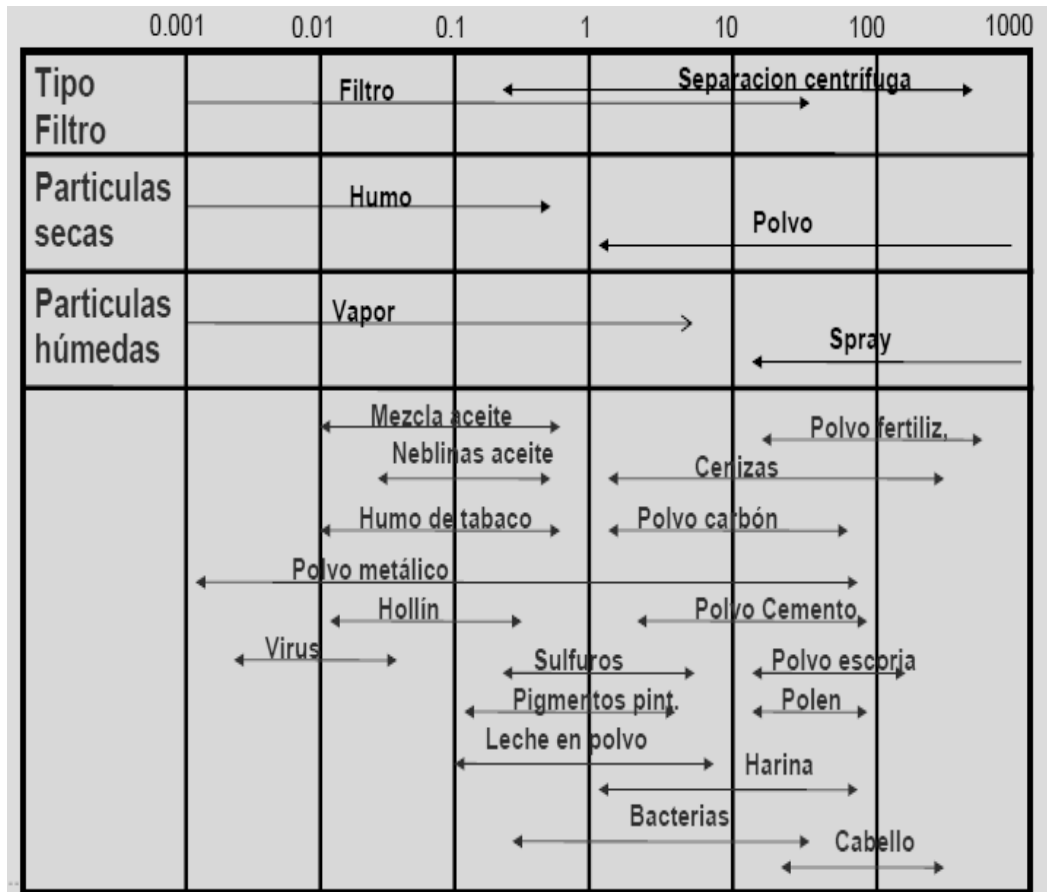 0.001 0.01 0.1 1 10 100 1000
Tipo
Filtro
Filtro
Separacion centrífuga
Particulas
secas
Humo
Polvo
Particulas
húmedas
Vapor
Spray
Mezcla aceite
Polvo fertiliz,
Neblinas aceite
Cenizas
Humo de tabaco
Polvo carbón
Polvo metálico
Hollín
Polvo Cemento
Virus
Sulfuros
Polvo escoria
Pigmentos pint.
Polen
Leche en polvo
Harina
Bacterias
Cabello